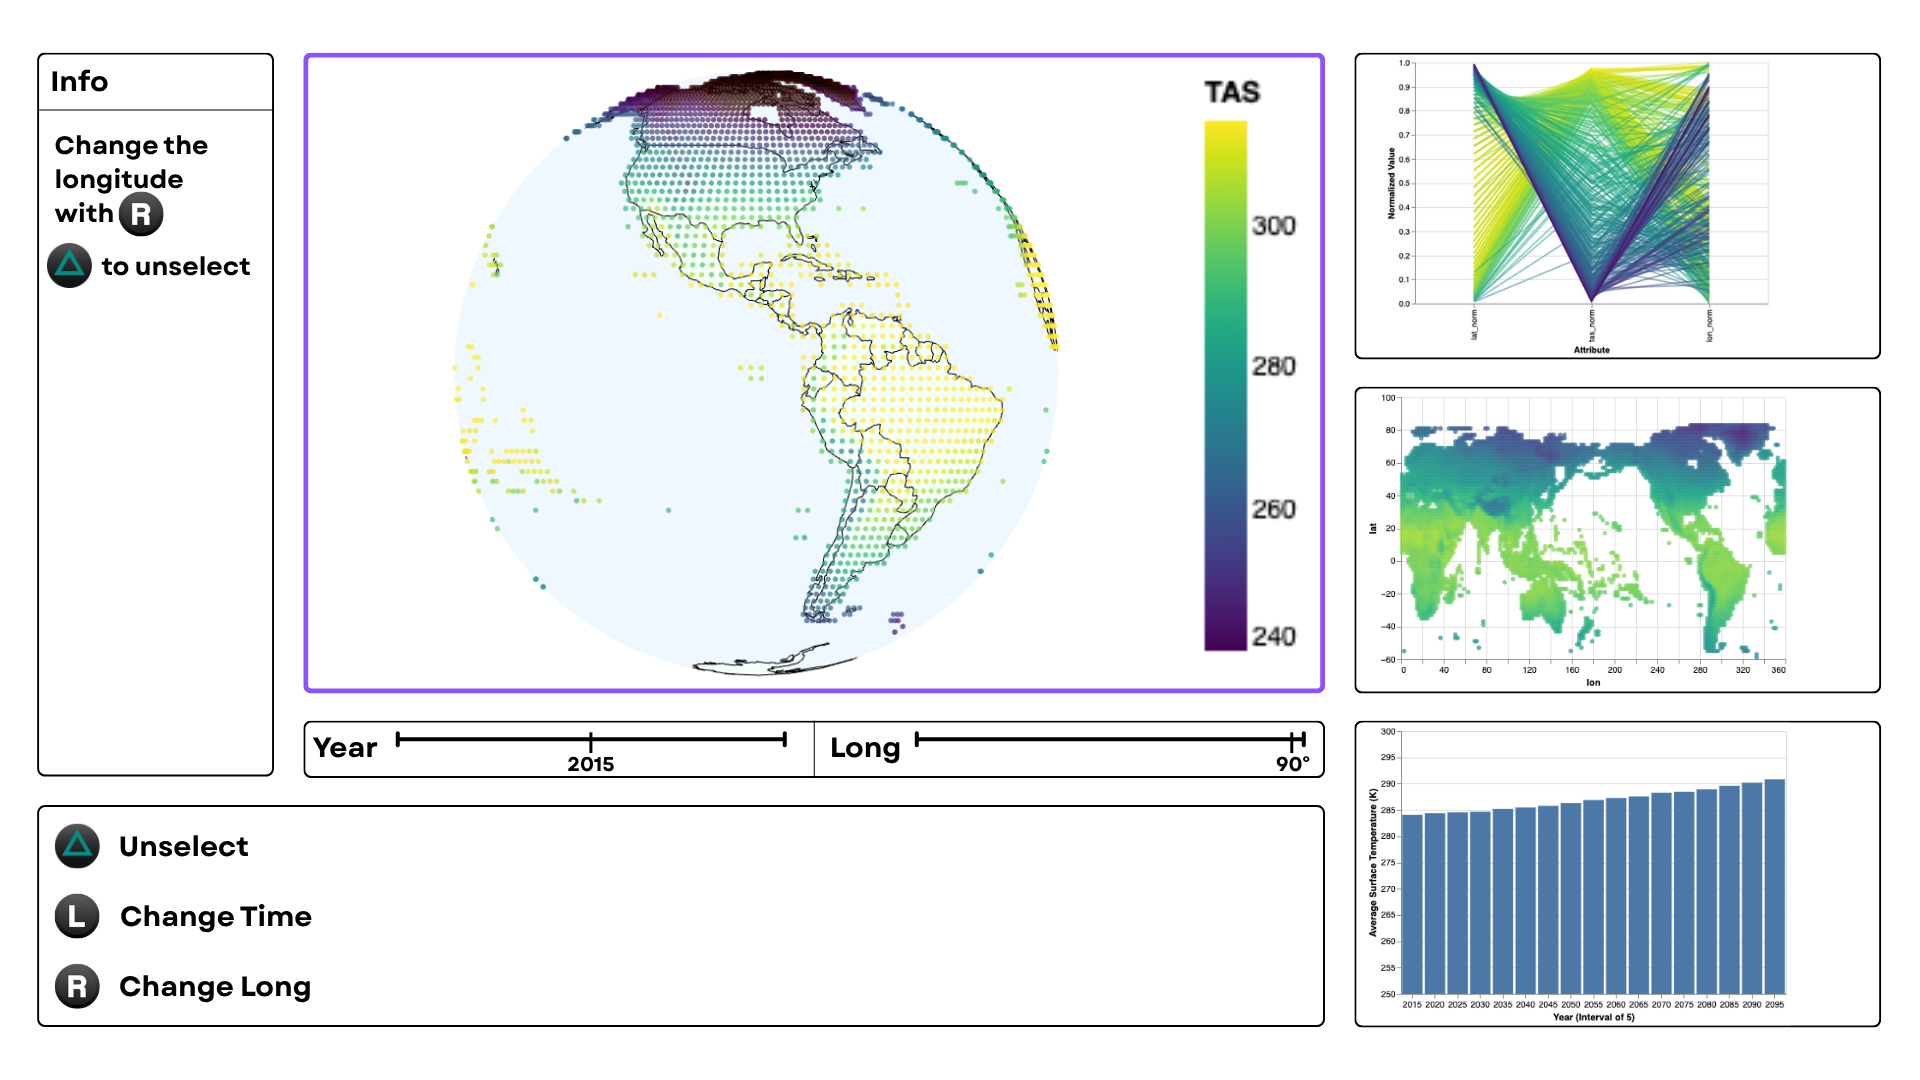 Info
Change the
longitude
with R
to unselect
TAS
300
280
260
240
Year
2015
Long
90°
Unselect
L Change Time
R Change Long
1.0
0.9
0.8
0.7
0.6
0.5
0.4
0.3
0.2
0.1
0.0
Normalized Value
lat_norm
tas_norm
lon_norm
Attribute
100
80
60
40
20
0
−20
−40
−60
lat
0 40 80 120 160 200 240 280 320 360
lon
300
295
290
285
280
275
270
265
260
255
250
Average Surface Temperature (K)
2015 2020 2025 2030 2035 2040 2045 2050 2055 2060 2065 2070 2075 2080 2085 2090 2095
Year (Interval of 5)